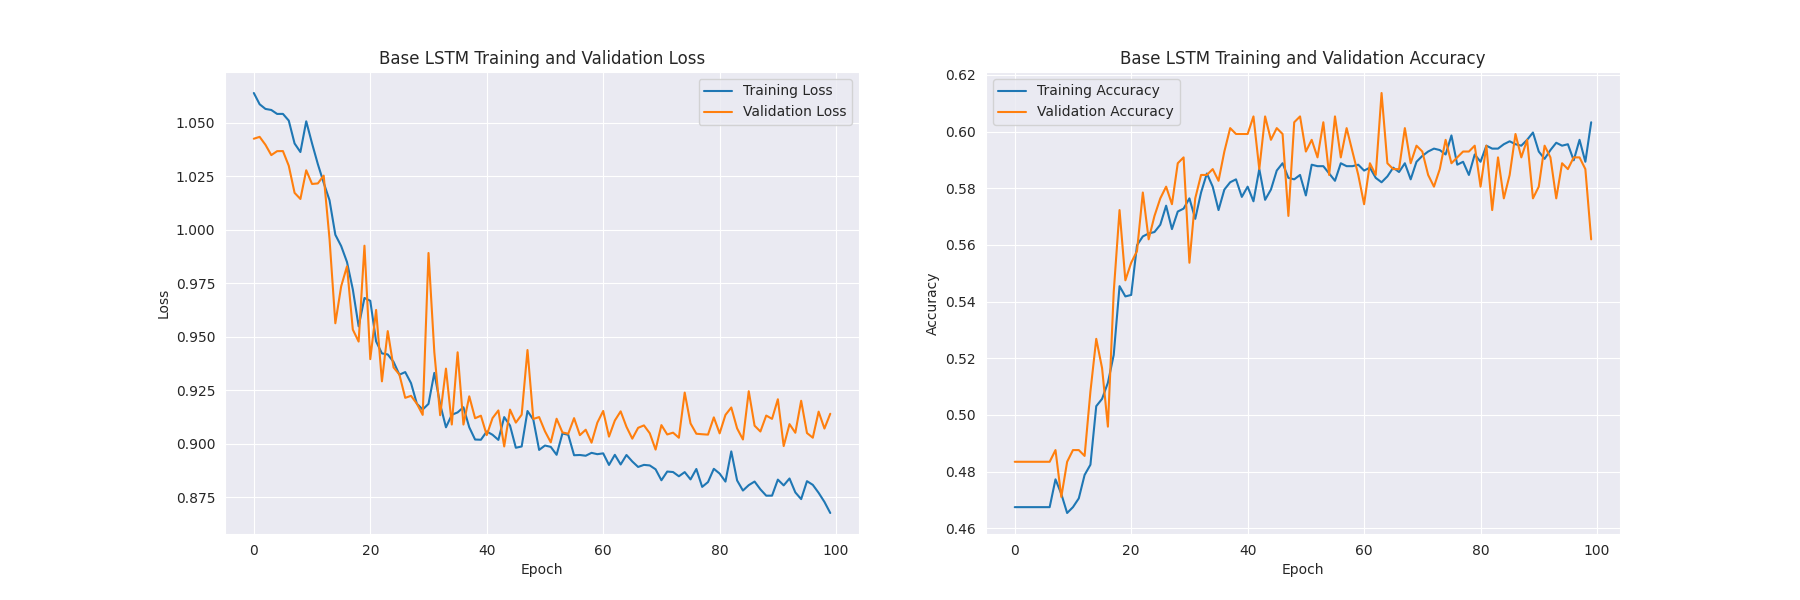 Base LSTM Training and Validation Loss
Training Loss
Validation Loss
1.050
1.025
1.000
0.975
0.950
0.925
0.900
0.875
Loss
0 20 40 60 80 100
Epoch
Base LSTM Training and Validation Accuracy
Training Accuracy
Validation Accuracy
0.62
0.60
0.58
0.56
0.54
0.52
0.50
0.48
0.46
Accuracy
0 20 40 60 80 100
Epoch